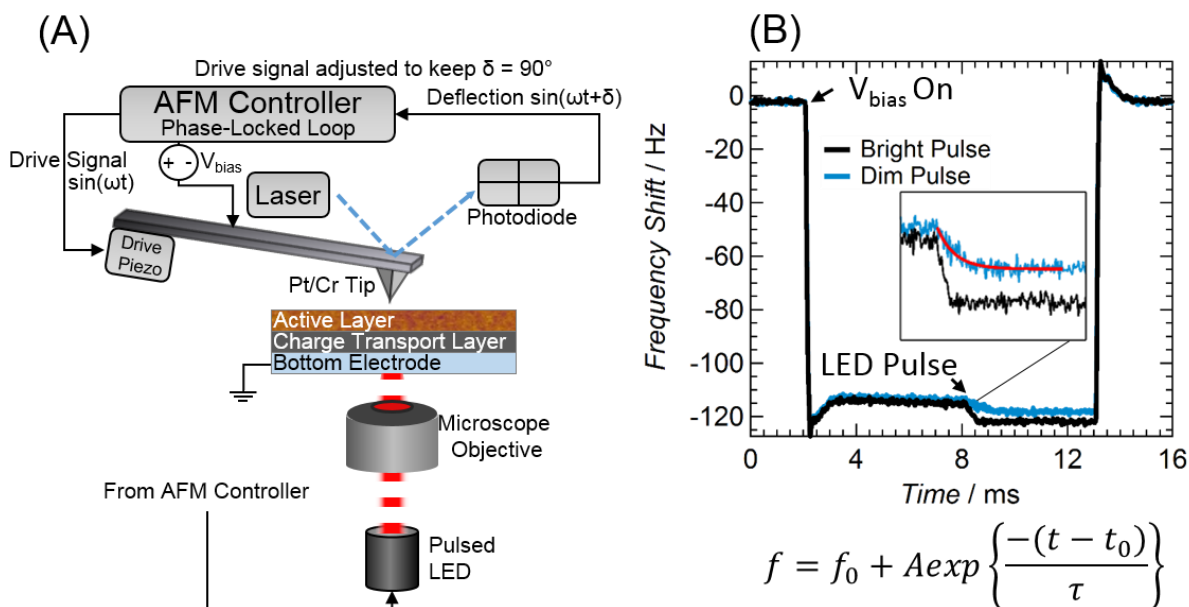 (A)
Drive signal adjusted to keep δ = 90°
AFM Controller
Phase-Locked Loop
Deflection sin(ωt+δ)
Drive Signal
sin(ωt)
+ -
V_bias
Laser
Photodiode
Drive
Piezo
Pt/Cr Tip
Active Layer
Charge Transport Layer
Bottom Electrode
Microscope
Objective
From AFM Controller
Pulsed
LED
(B)
V_bias On
Bright Pulse
Dim Pulse
LED Pulse
Frequency Shift / Hz
0
-20
-40
-60
-80
-100
-120
0 4 8 12 16
Time / ms
f = f₀ + Aexp{−(t − t₀)/τ}